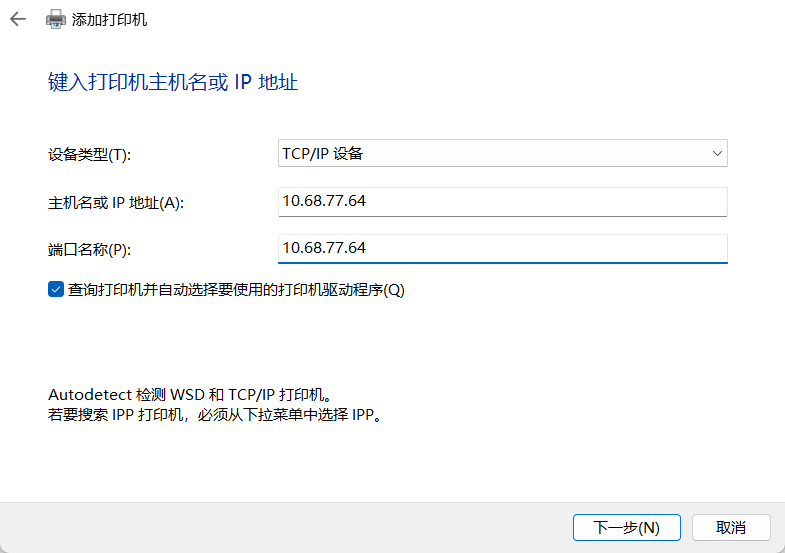 添加打印机
键入打印机主机名或 IP 地址
设备类型(T):
TCP/IP 设备
主机名或 IP 地址(A):
10.68.77.64
端口名称(P):
10.68.77.64
查询打印机并自动选择要使用的打印机驱动程序(Q)
Autodetect 检测 WSD 和 TCP/IP 打印机。
若要搜索 IPP 打印机，必须从下拉菜单中选择 IPP。
下一步(N)
取消